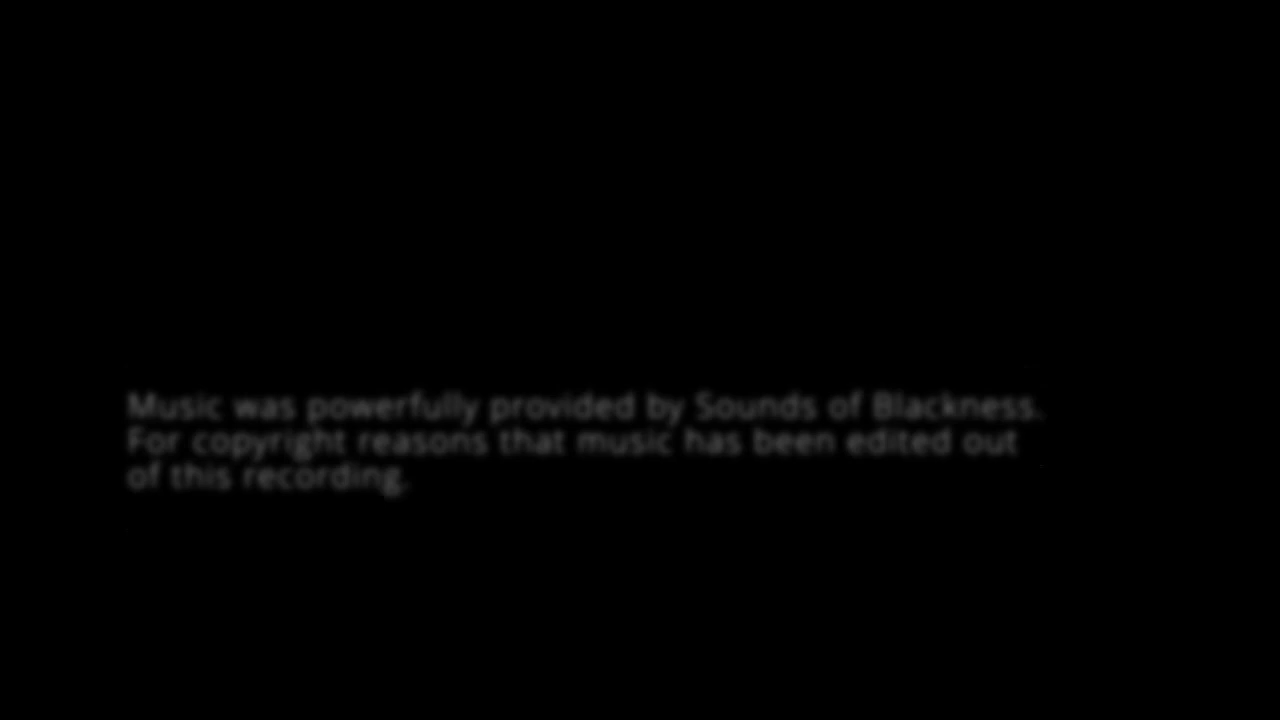 Music was powerfully provided by Sounds of Blackness.
For copyright reasons that music has been edited out
of this recording.